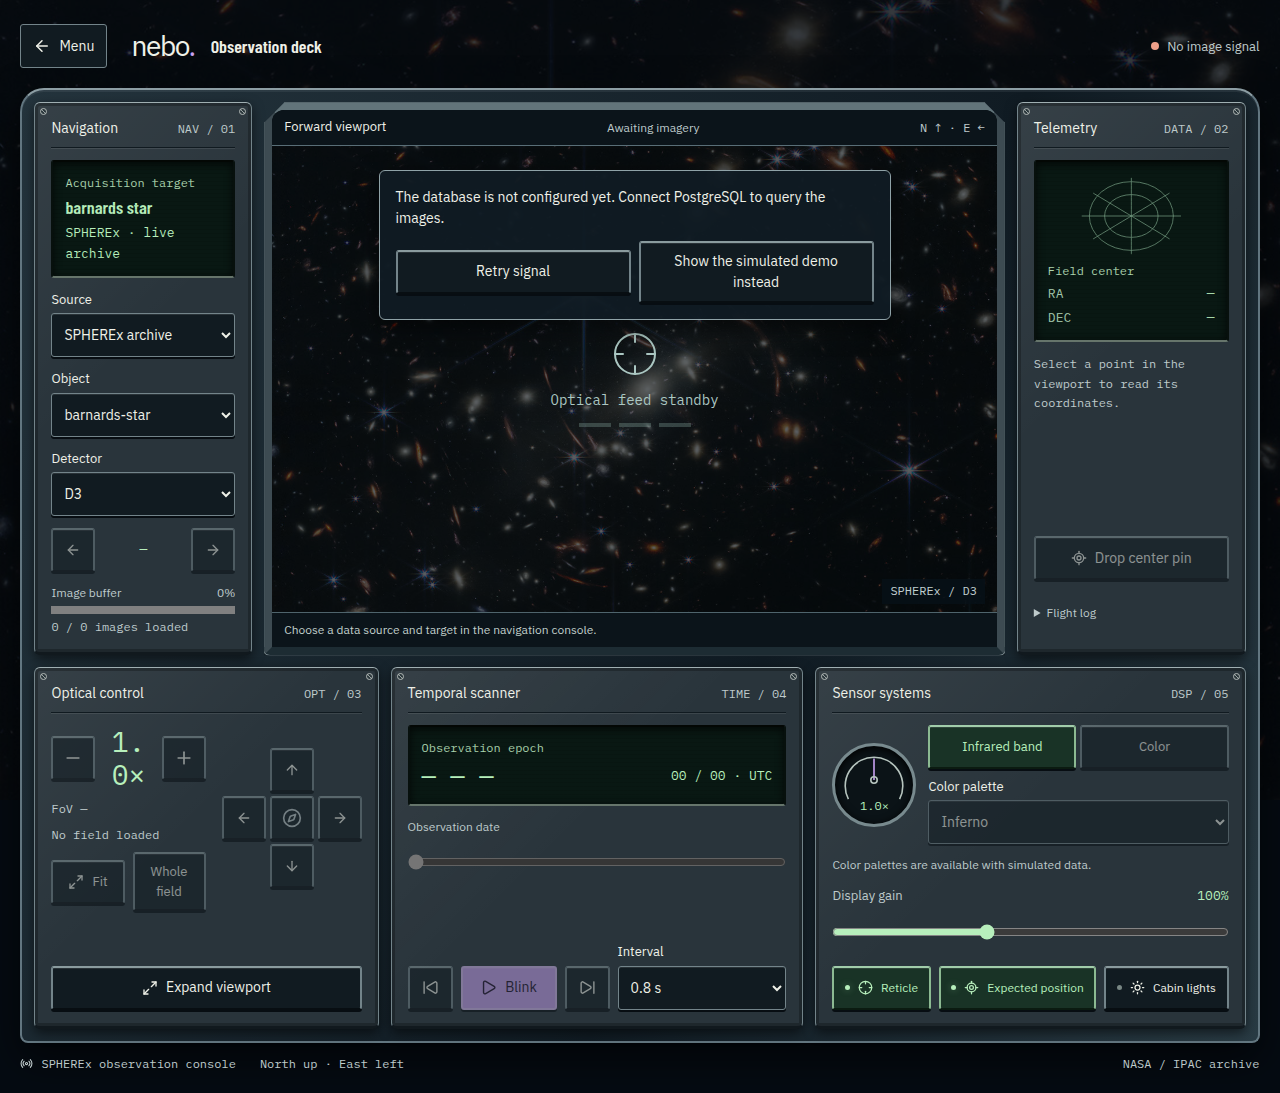 Menu
nebo.
Observation deck
No image signal
Navigation
NAV / 01
Acquisition target
barnards star
SPHEREx · live
archive
Source
SPHEREx archive
Object
barnards-star
Detector
D3
—
Image buffer
0%
0 / 0 images loaded
Forward viewport
Awaiting imagery
N ↑ · E ←
The database is not configured yet. Connect PostgreSQL to query the
images.
Retry signal
Show the simulated demo
instead
Optical feed standby
SPHEREx / D3
Choose a data source and target in the navigation console.
Telemetry
DATA / 02
Field center
RA
—
DEC
—
Select a point in the
viewport to read its
coordinates.
Drop center pin
Flight log
Optical control
OPT / 03
1.
0×
FoV —
No field loaded
Fit
Whole
field
Expand viewport
Temporal scanner
TIME / 04
Observation epoch
— — —
00 / 00 · UTC
Observation date
Interval
Blink
0.8 s
Sensor systems
DSP / 05
1.0×
Infrared band
Color
Color palette
Inferno
Color palettes are available with simulated data.
Display gain
100%
Reticle
Expected position
Cabin lights
SPHEREx observation console
North up · East left
NASA / IPAC archive